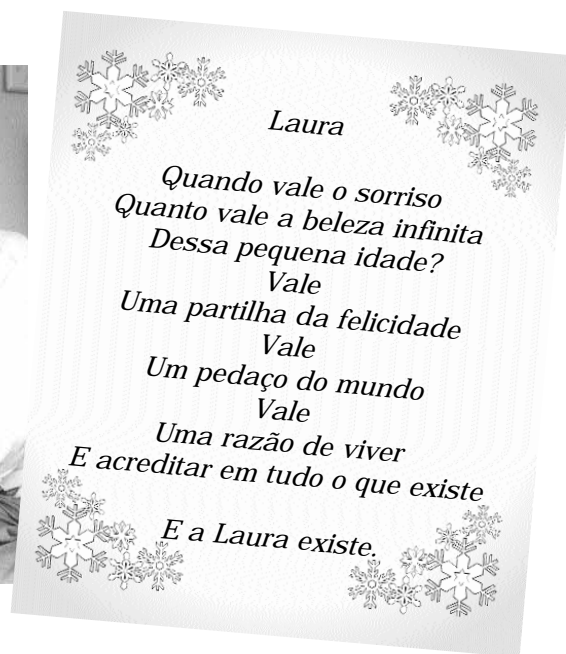 Laura
Quando vale o sorriso
Quanto vale a beleza infinita
Dessa pequena idade?
Vale
Uma partilha da felicidade
Vale
Um pedaço do mundo
Vale
Uma razão de viver
E acreditar em tudo o que existe
E a Laura existe.